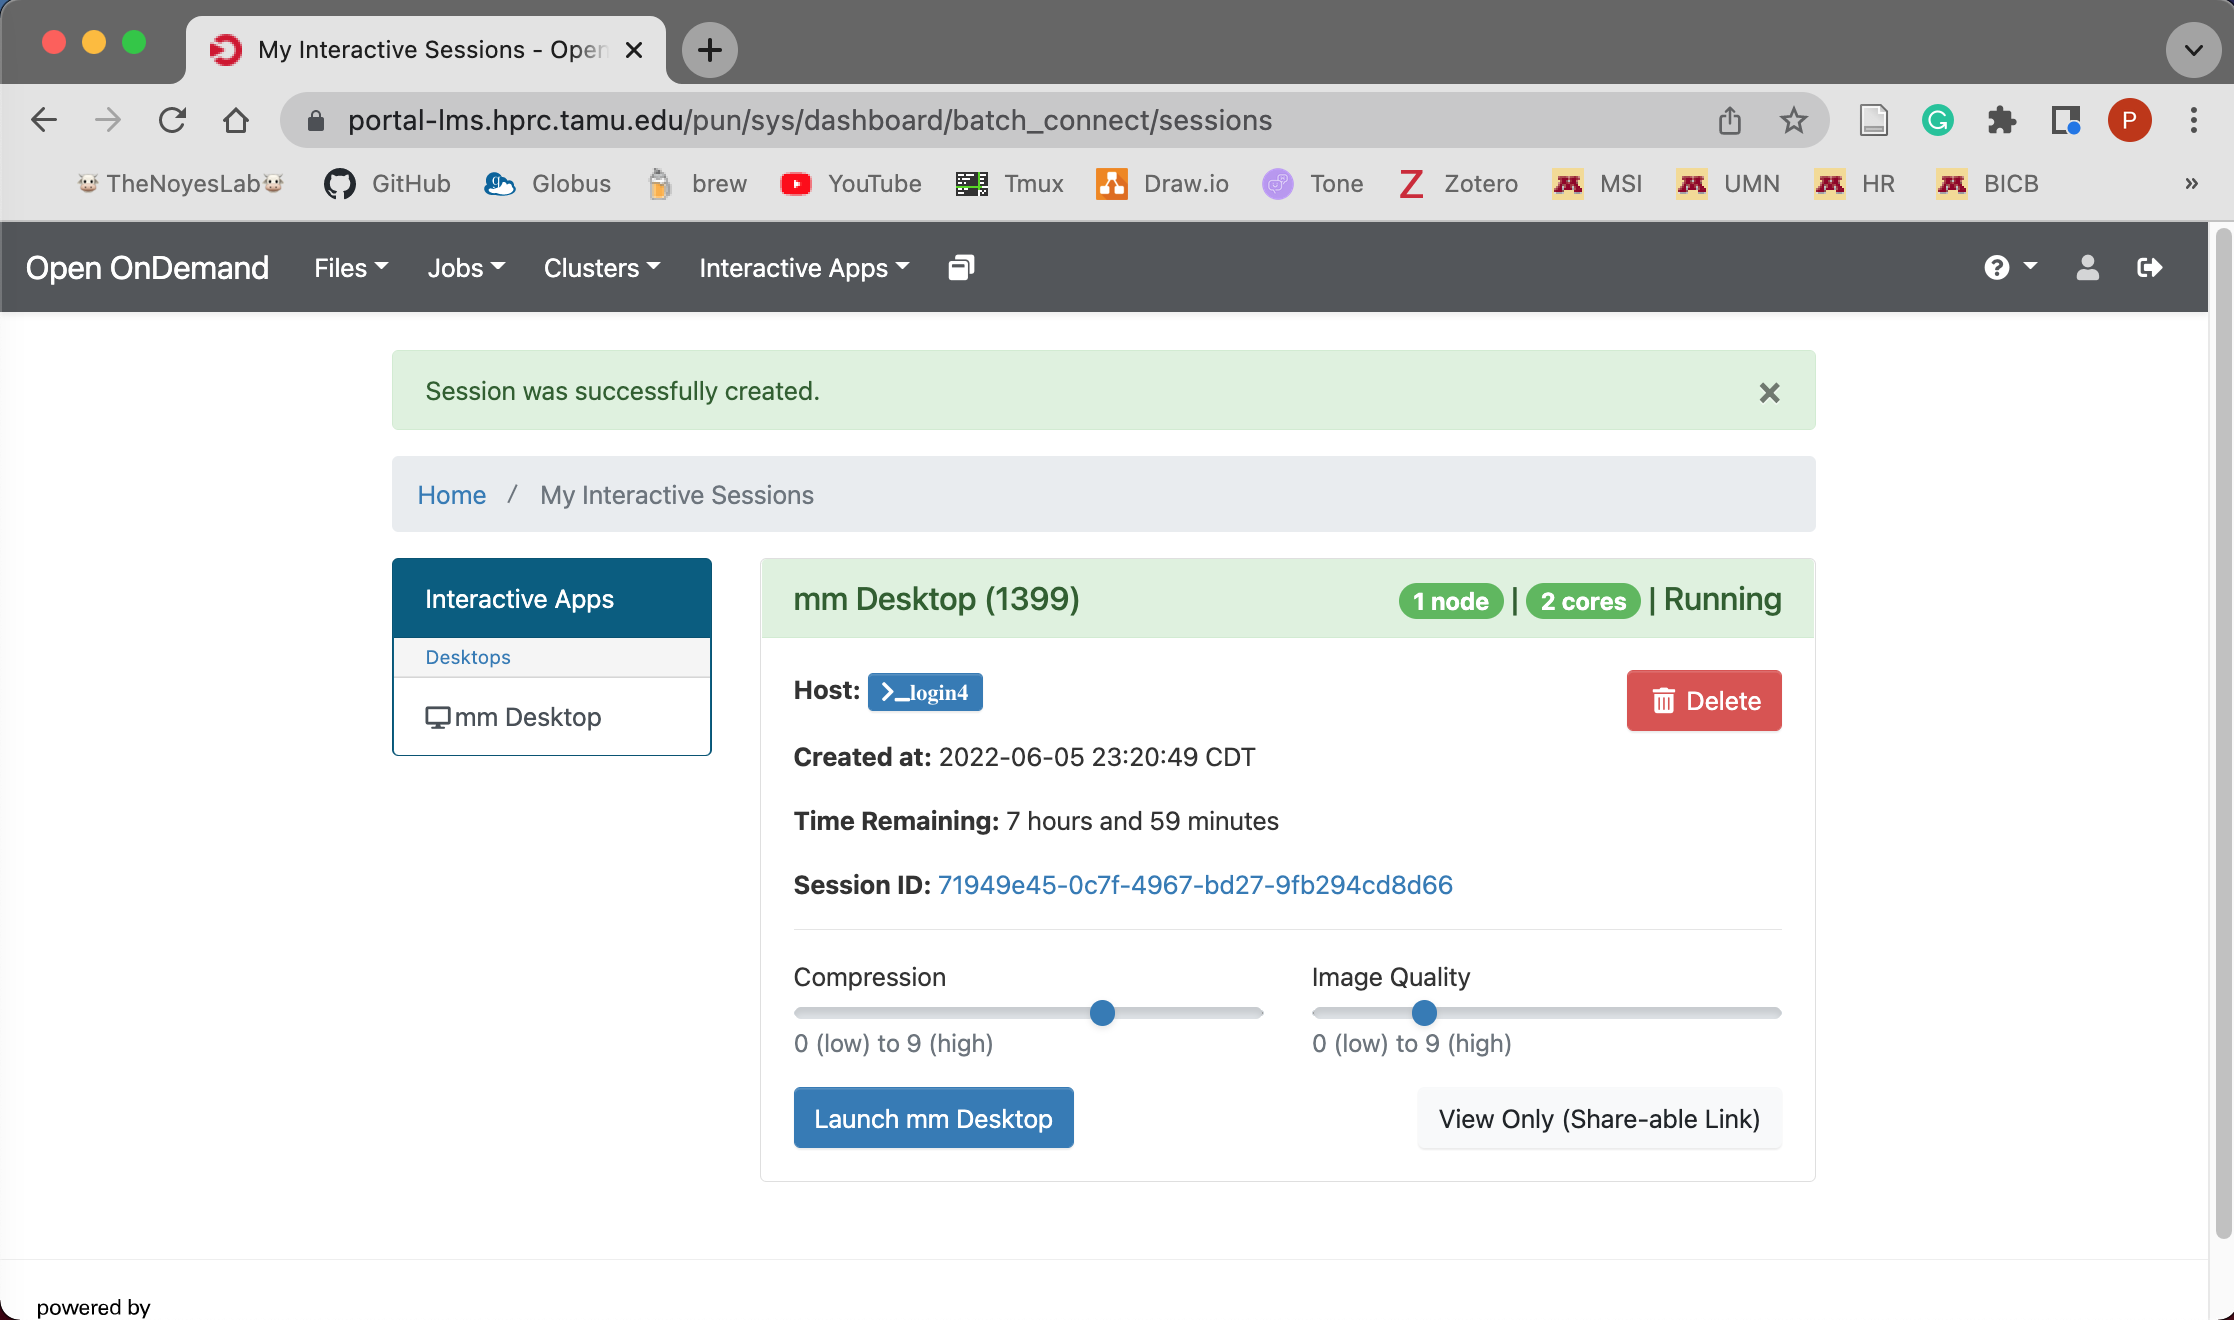 My Interactive Sessions - Open
portal-lms.hprc.tamu.edu/pun/sys/dashboard/batch_connect/sessions
P
TheNoyesLab GitHub Globus brew YouTube Tmux Draw.io Tone Zotero MSI UMN HR BICB »
Open OnDemand Files Jobs Clusters Interactive Apps
Session was successfully created.
Home / My Interactive Sessions
Interactive Apps
Desktops
mm Desktop
mm Desktop (1399) 1 node | 2 cores | Running
Host: >_login4
Delete
Created at: 2022-06-05 23:20:49 CDT
Time Remaining: 7 hours and 59 minutes
Session ID: 71949e45-0c7f-4967-bd27-9fb294cd8d66
Compression Image Quality
0 (low) to 9 (high) 0 (low) to 9 (high)
Launch mm Desktop View Only (Share-able Link)
powered by